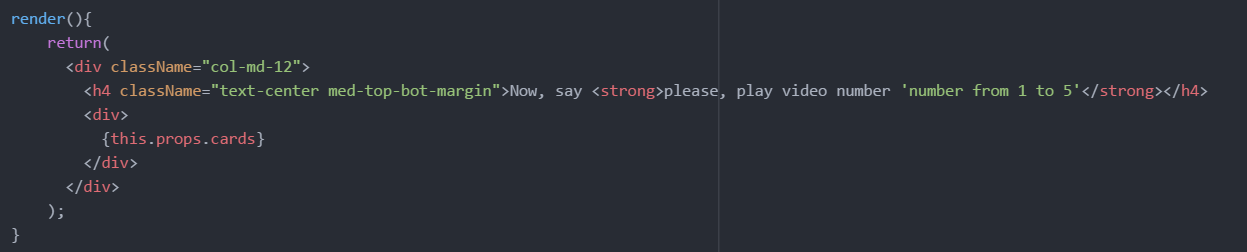 render(){
    return(
      <div className="col-md-12">
        <h4 className="text-center med-top-bot-margin">Now, say <strong>please, play video number 'number from 1 to 5'</strong></h4>
        <div>
          {this.props.cards}
        </div>
      </div>
    );
}